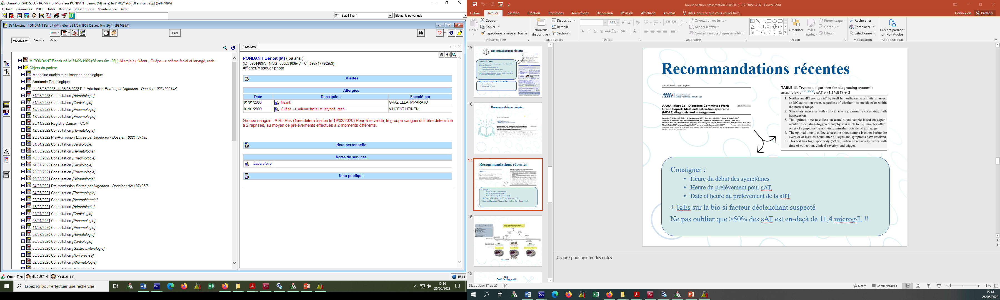 OmniPro (GADISSEUR ROMY): D: Monsieur PONDANT Benoit (M) né(e) le 31/05/1965 (58 ans 0m. 26j.) (5984489A)
Fichier Paramètres PUH Outils Biologie Prescriptions Maintenance Aide
ST (Sart-Tilman)
Eléments personnels
D: Monsieur PONDANT Benoit (M) né(e) le 31/05/1965 (58 ans 0m. 26j.) (5984489A)
Outil
Arborisation Service Actes
M PONDANT Benoit né le 31/05/1965 (58 ans 0m. 26j.) Allergie(s) :Néant., Guêpe --> odème facial et laryngé, rash.
Objets du patient
Médecine nucléaire et Imagerie oncologique
Anatomie Pathologique
du 23/05/2023 au 25/05/2023 Pré-Admission Entrée par Urgences - Dossier : 023102514X
31/03/2023 Consultation [Hématologie]
31/03/2023 Consultation [Cardiologie]
15/03/2023 Consultation [Pneumologie]
17/02/2023 Consultation [Pneumologie]
25/11/2022 Registre Cancer - COM
12/09/2022 Consultation [Hématologie]
28/07/2022 Pré-Admission Entrée par Urgences - Dossier : 022143749L
01/04/2022 Consultation [Cardiologie]
21/03/2022 Consultation [Hématologie]
16/03/2022 Consultation [Pneumologie]
14/01/2022 Consultation [Cardiologie]
28/09/2021 Consultation [Pneumologie]
20/09/2021 Consultation [Hématologie]
04/08/2021 Pré-Admission Entrée par Urgences - Dossier : 021137195P
24/03/2021 Consultation [Pneumologie]
22/03/2021 Consultation [Neurochirurgie]
18/02/2021 Consultation [Hématologie]
29/01/2021 Consultation [Cardiologie]
05/01/2021 Consultation [Pneumologie]
14/07/2020 Consultation [Pneumologie]
02/07/2020 Consultation [Hématologie]
25/06/2020 Consultation [Cardiologie]
08/06/2020 Consultation [Gastro-Entérologie]
05/06/2020 Consultation [Non précisé]
02/06/2020 Consultation [Rhumatologie]
Preview
PONDANT Benoit (M) ( 58 ans )
(ID :5984489A - NISS :65053103547 - CI :592747790259)
Afficher/Masquer photo
Alertes
Allergies
Date Description Encodé par
01/01/2000 Néant. GRAZIELLA IMPARATO
01/01/2000 Guêpe --> odème facial et laryngé, rash. VINCENT HEINEN
Groupe sanguin : A Rh Pos (1ère détermination le 19/03/2020) Pour être validé, le groupe sanguin doit être déterminé
à 2 reprises, au moyen de prélèvements effectués à 2 moments différents.
Note personnelle
Notes de services
Laboratoire
Note publique
OmniPro MILQUET M PONDANT B
15:14
Tapez ici pour effectuer une recherche
15:14
26/06/2023
bonne version presentation 29062023 TRYPTASE ALK - PowerPoint
Fichier Accueil Insertion Création Transitions Animations Diaporama Révision Affichage Acrobat Dites-nous ce que vous voulez faire... Connexion Partager
Coller
Couper
Copier
Reproduire la mise en forme
Presse-papiers
Nouvelle diapositive
Disposition
Rétablir
Section
Diapositives
156,8
Police
Orientation du texte
Aligner le texte
Convertir en graphique SmartArt
Paragraphe
Organiser
Styles rapides
Remplissage
Contour
Effets
Dessin
Rechercher
Remplacer
Sélectionner
Modification
Créer et partager un PDF Adobe
Adobe Acrobat
15
Recommandations récentes
16
Recommandations récentes
17
Recommandations récentes
18
19
sBT
Outil de diagnostic
Recommandations récentes
AAAAI Work Group Report
AAAAI American Academy of
Allergy Asthma & Immunology
AAAAI Mast Cell Disorders Committee Work
Group Report: Mast cell activation syndrome
(MCAS) diagnosis and management
TABLE III. Tryptase algorithm for diagnosing systemic
anaphylaxis1,11,93-95: sAT > (1.2*sBT) + 2
1. Neither an sBT nor an sAT by itself has sufficient sensitivity to assess
an MC activation event, regardless of whether it is outside of or within
the normal range.
2. Sensitivity increases with clinical severity, primarily correlating with
hypotension.
3. The optimal time to collect an acute blood sample based on experi-
mental insect sting–triggered anaphylaxis is 30 to 120 minutes after
onset of symptoms; sensitivity diminishes outside of this range.
4. The optimal time to collect a baseline blood sample is either before the
event or at least 24 hours after all signs and symptoms have resolved.
5. This test has high specificity (>90%), whereas sensitivity varies with
time of collection, clinical severity, and trigger.
Consigner :
• Heure du début des symptômes
• Heure du prélèvement pour sAT
• Date et heure du prélèvement de la sBT
+ IgEs sur la bio si facteur déclenchant suspecté
Ne pas oublier que >50% des sAT est en-deçà de 11,4 microg/L !!
Cliquez pour ajouter des notes
Diapositive 17 de 27
Notes Commentaires
18 %
15:14
26/06/2023